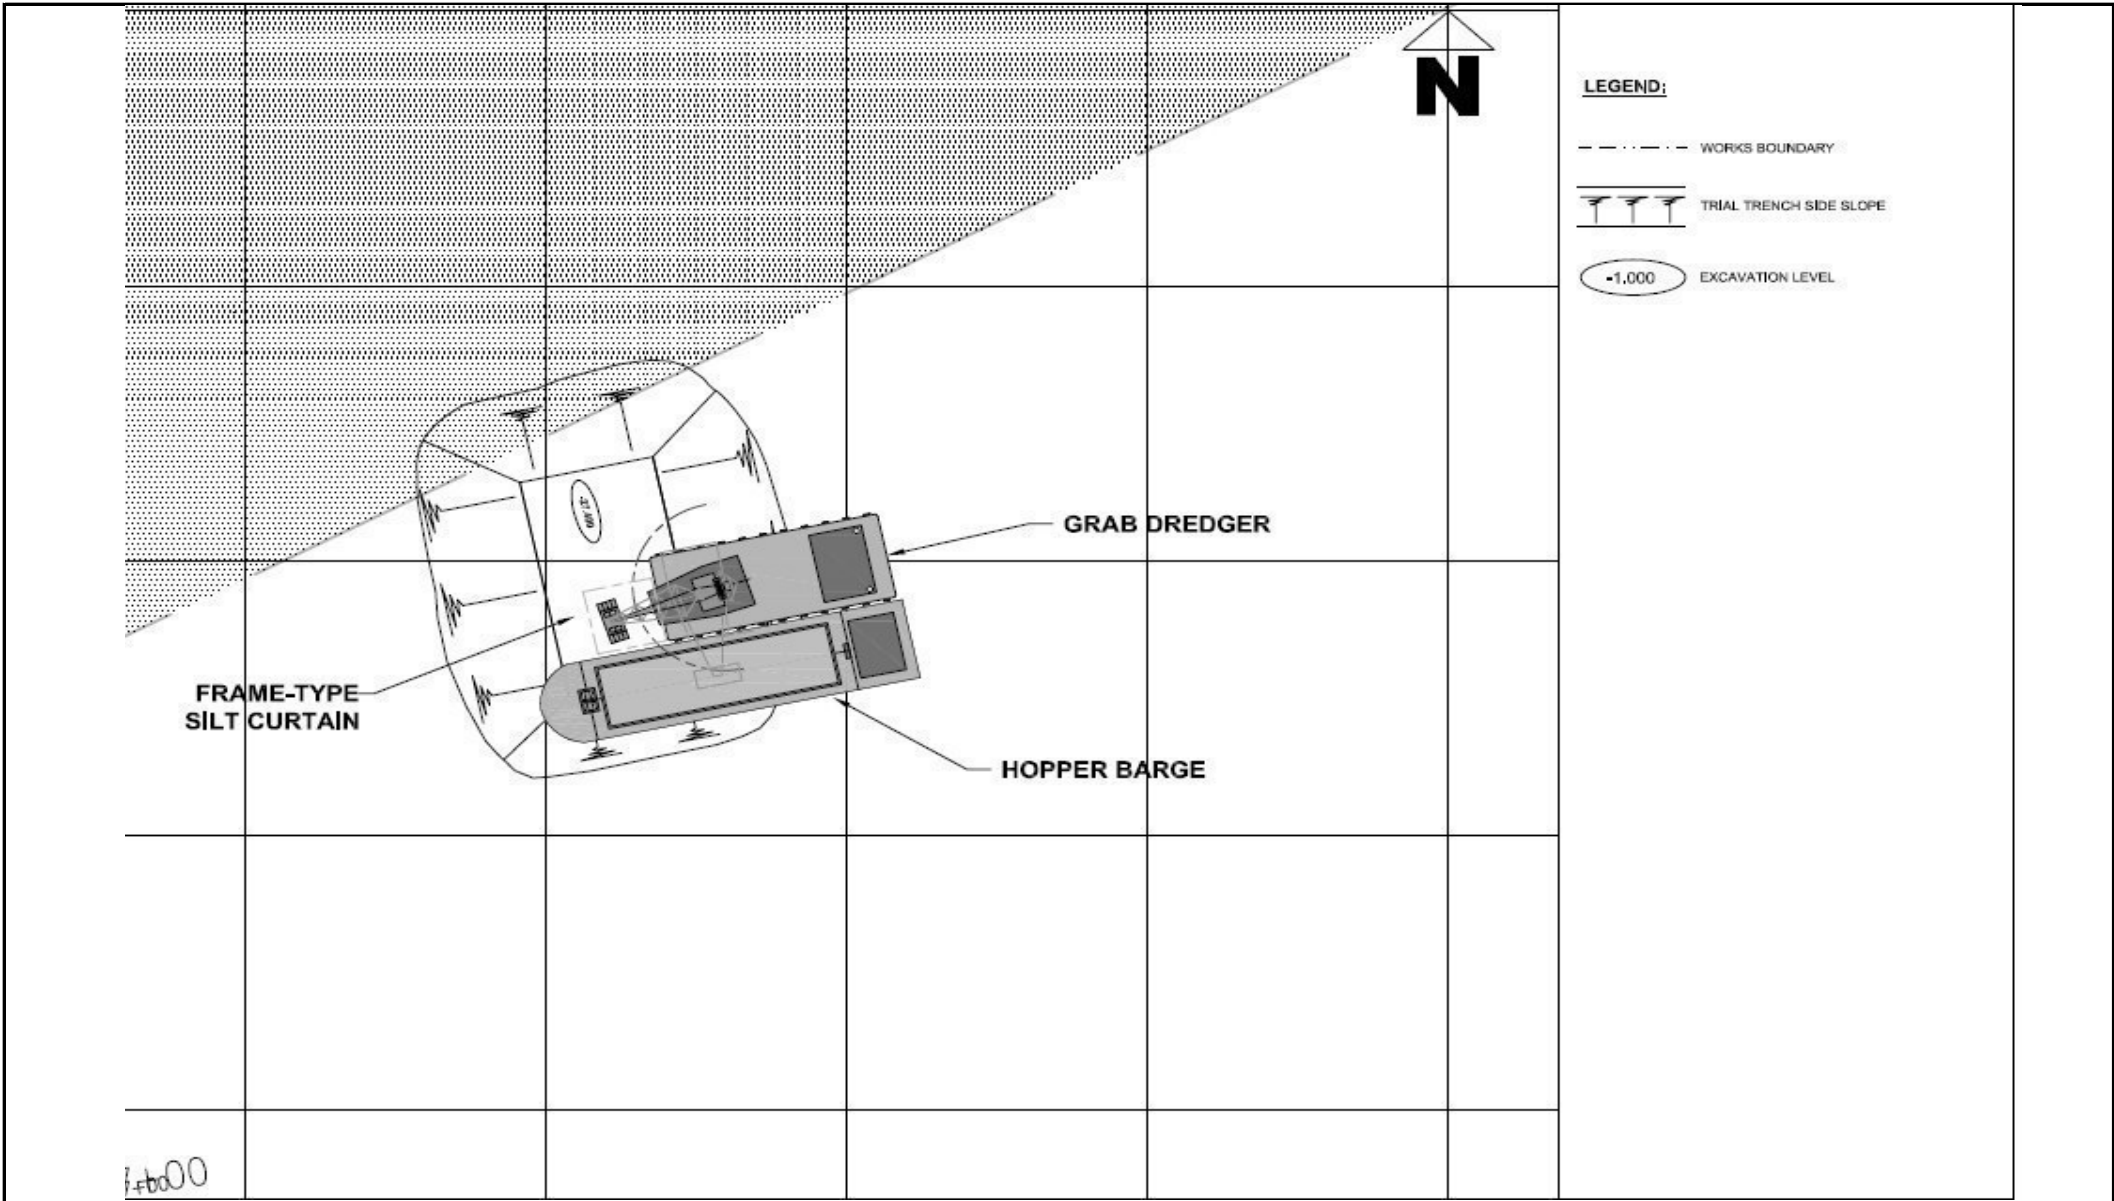 N
LEGEND:
WORKS BOUNDARY
TRIAL TRENCH SIDE SLOPE
-1.000 EXCAVATION LEVEL
GRAB DREDGER
FRAME-TYPE
SILT CURTAIN
HOPPER BARGE